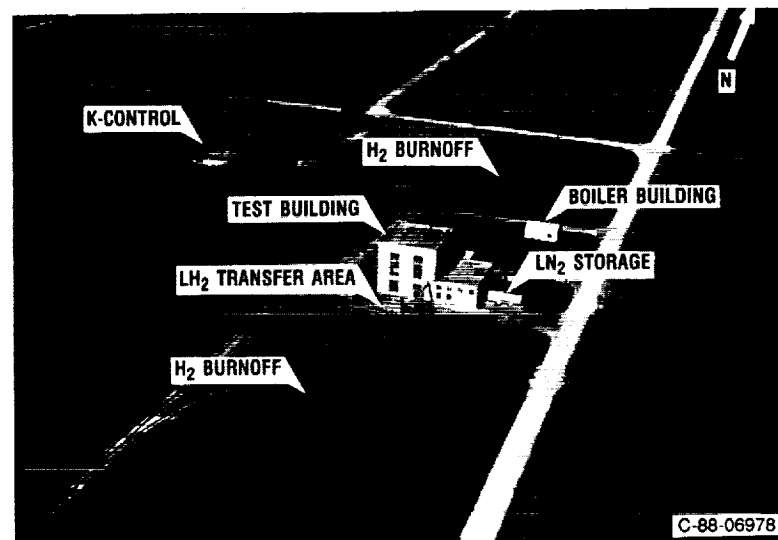 N
K-CONTROL
H₂ BURNOFF
TEST BUILDING
BOILER BUILDING
LH₂ TRANSFER AREA
LN₂ STORAGE
H₂ BURNOFF
C-88-06978